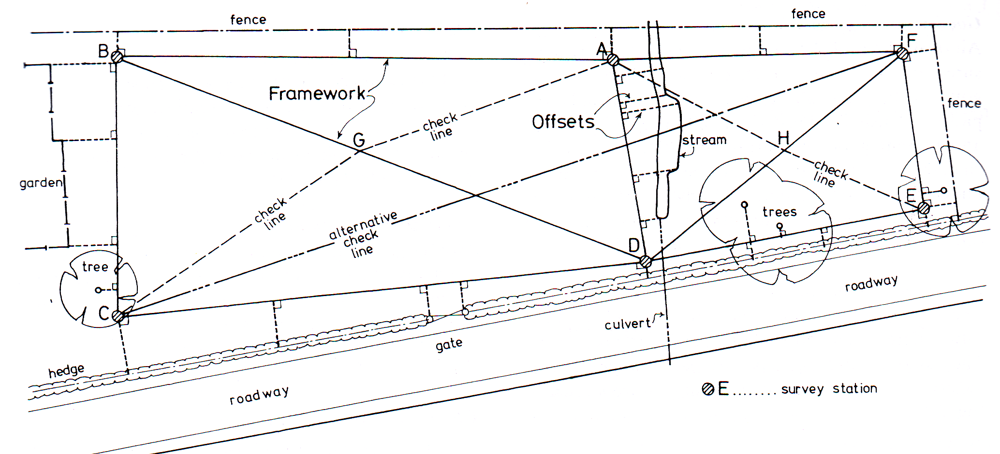 fence
fence
B
A
F
Framework
fence
check
line
Offsets
G
stream
H
check
line
garden
E
check
line
trees
alternative
check
line
D
tree
roadway
C
culvert
gate
hedge
E........ survey station
roadway